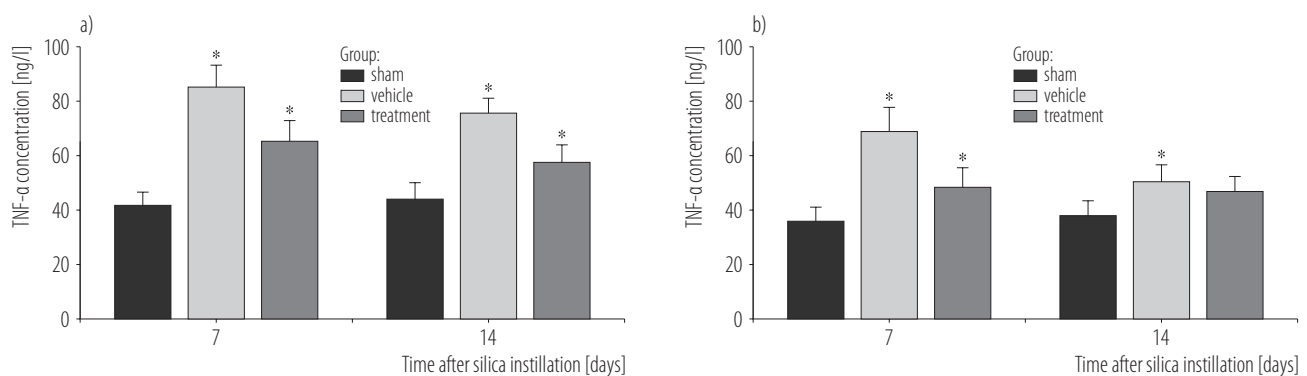 a)
TNF-α concentration [ng/l]
100
80
60
40
20
0
Group:
sham
vehicle
treatment
*
*
*
*
7
14
Time after silica instillation [days]
b)
TNF-α concentration [ng/l]
100
80
60
40
20
0
Group:
sham
vehicle
treatment
*
*
*
7
14
Time after silica instillation [days]